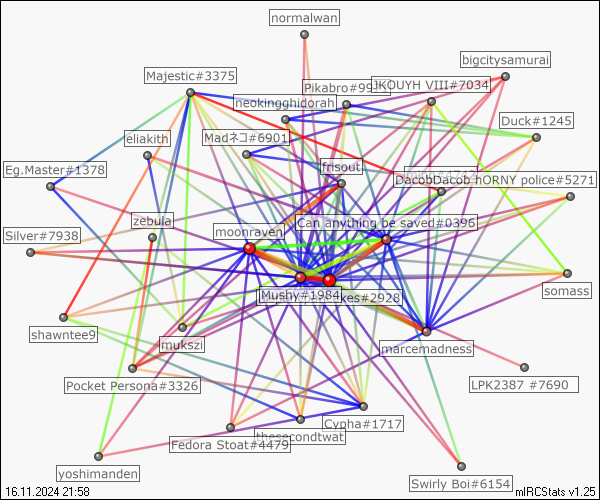 normalwan
bigcitysamurai
Majestic#3375
Pikabro#99
JKOUYH VIII#7034
neokingghidorah
Duck#1245
eliakith
Madネコ#6901
frisout
Eg.Master#1378
DacobDacob
HORNY police#5271
zebula
Can anything be saved#0396
moonraven
Silver#7938
somass
Mushy#1984
kes#2928
shawntee9
mukszi
marcemadness
Pocket Persona#3326
LPK2387 #7690
Cypha#1717
thesecondtwat
Fedora Stoat#4479
yoshimanden
Swirly Boi#6154
16.11.2024 21:58
mIRCStats v1.25